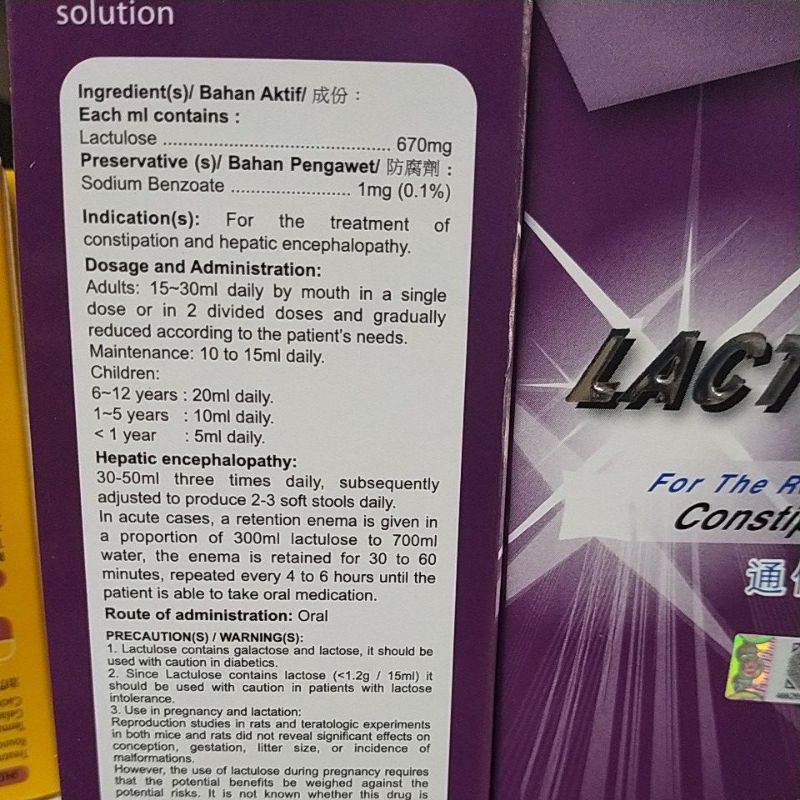 solution
Ingredient(s)/ Bahan Aktif/ 成份 :
Each ml contains :
Lactulose ............................................. 670mg
Preservative (s)/ Bahan Pengawet/ 防腐劑 :
Sodium Benzoate ....................... 1mg (0.1%)
Indication(s): For the treatment of
constipation and hepatic encephalopathy.
Dosage and Administration:
Adults: 15~30ml daily by mouth in a single
dose or in 2 divided doses and gradually
reduced according to the patient's needs.
Maintenance: 10 to 15ml daily.
Children:
6~12 years : 20ml daily.
1~5 years : 10ml daily.
< 1 year : 5ml daily.
Hepatic encephalopathy:
30-50ml three times daily, subsequently
adjusted to produce 2-3 soft stools daily.
In acute cases, a retention enema is given in
a proportion of 300ml lactulose to 700ml
water, the enema is retained for 30 to 60
minutes, repeated every 4 to 6 hours until the
patient is able to take oral medication.
Route of administration: Oral
PRECAUTION(S) / WARNING(S):
1. Lactulose contains galactose and lactose, it should be
used with caution in diabetics.
2. Since Lactulose contains lactose (<1.2g / 15ml) it
should be used with caution in patients with lactose
intolerance.
3. Use in pregnancy and lactation:
Reproduction studies in rats and teratologic experiments
in both mice and rats did not reveal significant effects on
conception, gestation, litter size, or incidence of
malformations.
However, the use of lactulose during pregnancy requires
that the potential benefits be weighed against the
potential risks. It is not known whether this drug is
LACT
For The R
Constip
通